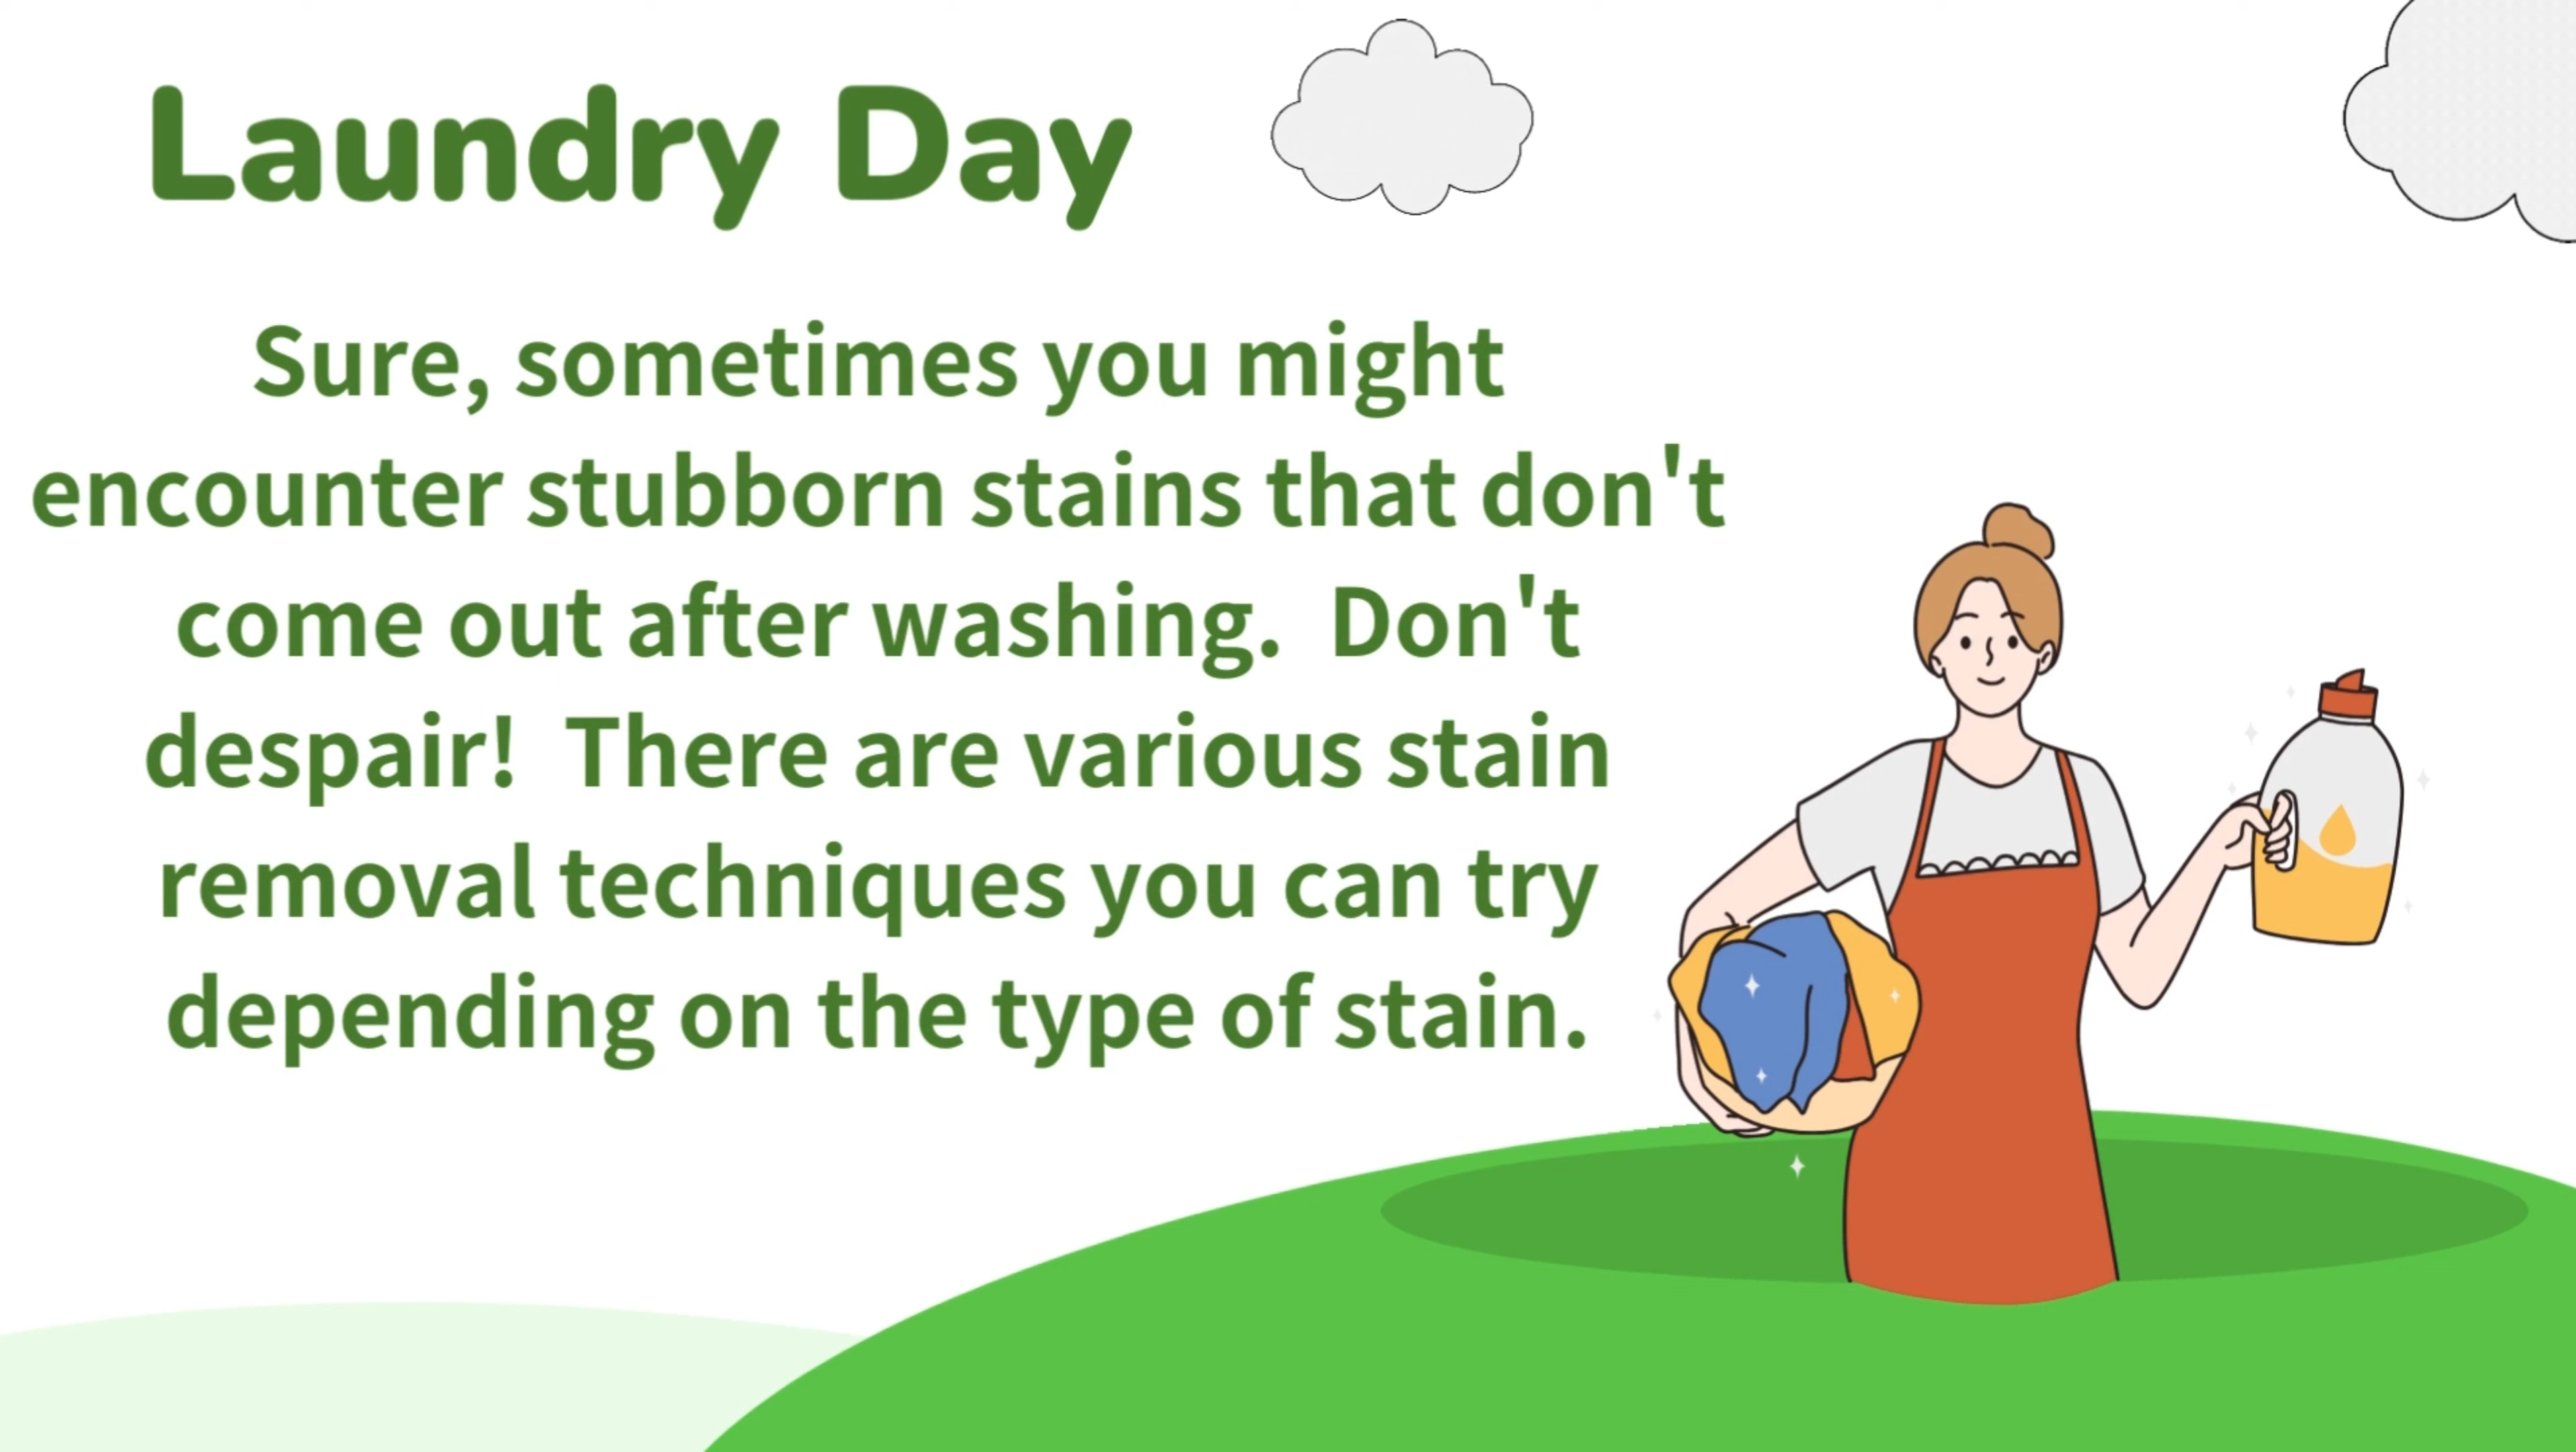 Laundry Day
Sure, sometimes you might
encounter stubborn stains that don't
come out after washing.  Don't
despair!  There are various stain
removal techniques you can try
depending on the type of stain.